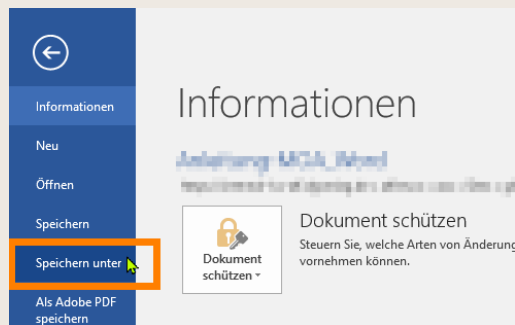 Informationen
Neu
Öffnen
Speichern
Speichern unter
Als Adobe PDF
speichern
Informationen
Dokument
schützen
Dokument schützen
Steuern Sie, welche Arten von Änderung
vornehmen können.